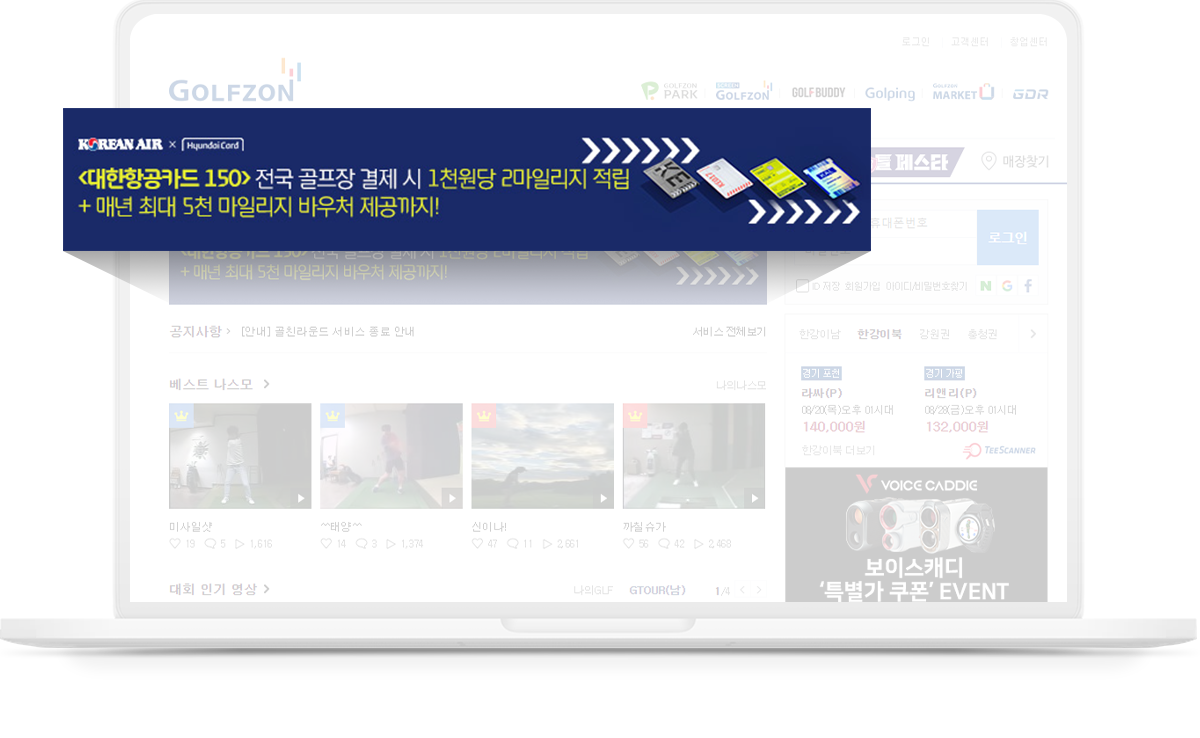 로그인
고객센터
창업센터
GOLFZON
GOLFZON PARK
SCREEN GOLFZON
GOLFBUDDY
Golping
GOLFZON MARKET
GDR
KOREAN AIR × Hyundai Card
<대한항공카드 150> 전국 골프장 결제 시 1천원당 2마일리지 적립
+ 매년 최대 5천 마일리지 바우처 제공까지!
페스타
매장찾기
휴대폰번호
로그인
<대한항공카드 150> 전국 골프장 결제 시 1천원당 2마일리지 적립
+ 매년 최대 5천 마일리지 바우처 제공까지!
ID 저장 회원가입 아이디/비밀번호찾기
공지사항 > [안내] 골친라운드 서비스 종료 안내
서비스 전체보기
한강이남 한강이북 강원권 충청권 >
경기 포천
라싸(P)
08/20(목)오후 01시대
140,000원
경기 가평
리앤리(P)
08/28(금)오후 01시대
132,000원
한강이북 더보기
TEESCANNER
베스트 나스모 >
나의나스모
미사일샷
19 5 1,616
^^태양^^
14 3 1,374
신이나!
47 11 2,661
까질슈가
56 42 2,468
VOICE CADDIE
보이스캐디
'특별가 쿠폰' EVENT
대회 인기 영상 >
나의GLF GTOUR(남) 1/4 < >